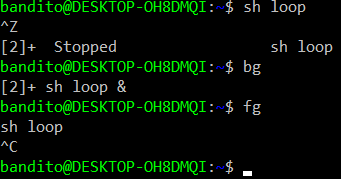 bandito@DESKTOP-OH8DMQI:~$ sh loop
^Z
[2]+  Stopped                 sh loop
bandito@DESKTOP-OH8DMQI:~$ bg
[2]+ sh loop &
bandito@DESKTOP-OH8DMQI:~$ fg
sh loop
^C
bandito@DESKTOP-OH8DMQI:~$